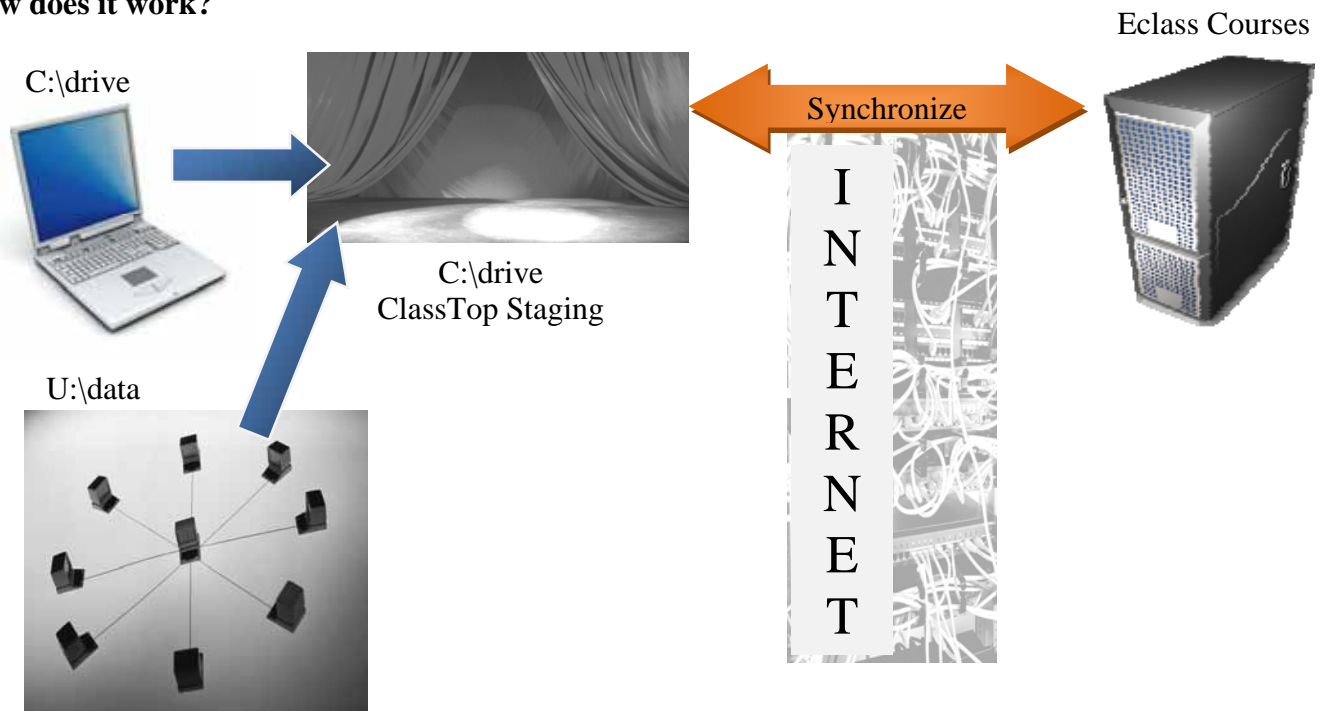 w does it work?
Eclass Courses
C:\drive
Synchronize
C:\drive
ClassTop Staging
U:\data
I
N
T
E
R
N
E
T